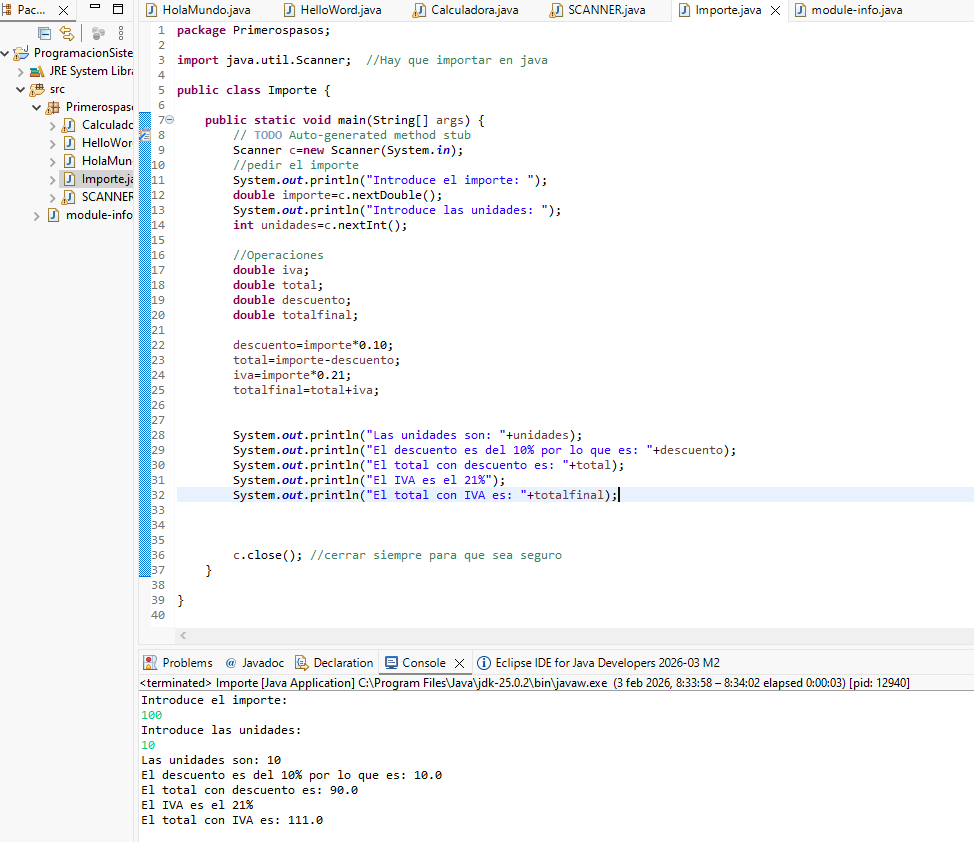 Pac...
HolaMundo.java
HelloWord.java
Calculadora.java
SCANNER.java
Importe.java
module-info.java
ProgramacionSiste
JRE System Libra
src
Primerospaso
Calculado
HelloWor
HolaMun
Importe.ja
SCANNER
module-info
1 package Primerospasos;
2
3 import java.util.Scanner;  //Hay que importar en java
4
5 public class Importe {
6
7     public static void main(String[] args) {
8         // TODO Auto-generated method stub
9         Scanner c=new Scanner(System.in);
10         //pedir el importe
11         System.out.println("Introduce el importe: ");
12         double importe=c.nextDouble();
13         System.out.println("Introduce las unidades: ");
14         int unidades=c.nextInt();
15
16         //Operaciones
17         double iva;
18         double total;
19         double descuento;
20         double totalfinal;
21
22         descuento=importe*0.10;
23         total=importe-descuento;
24         iva=importe*0.21;
25         totalfinal=total+iva;
26
27
28         System.out.println("Las unidades son: "+unidades);
29         System.out.println("El descuento es del 10% por lo que es: "+descuento);
30         System.out.println("El total con descuento es: "+total);
31         System.out.println("El IVA es el 21%");
32         System.out.println("El total con IVA es: "+totalfinal);
33
34
35
36         c.close(); //cerrar siempre para que sea seguro
37     }
38
39 }
40
Problems
@ Javadoc
Declaration
Console
Eclipse IDE for Java Developers 2026-03 M2
<terminated> Importe [Java Application] C:\Program Files\Java\jdk-25.0.2\bin\javaw.exe (3 feb 2026, 8:33:58 – 8:34:02 elapsed 0:00:03) [pid: 12940]
Introduce el importe:
100
Introduce las unidades:
10
Las unidades son: 10
El descuento es del 10% por lo que es: 10.0
El total con descuento es: 90.0
El IVA es el 21%
El total con IVA es: 111.0